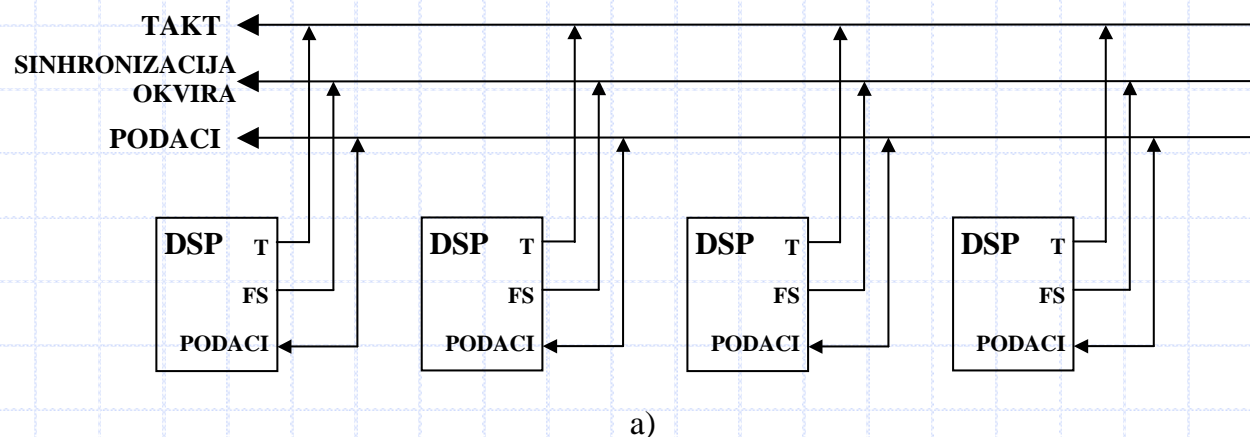 TAKT
SINHRONIZACIJA
OKVIRA
PODACI
DSP T
FS
PODACI
DSP T
FS
PODACI
DSP T
FS
PODACI
DSP T
FS
PODACI
a)